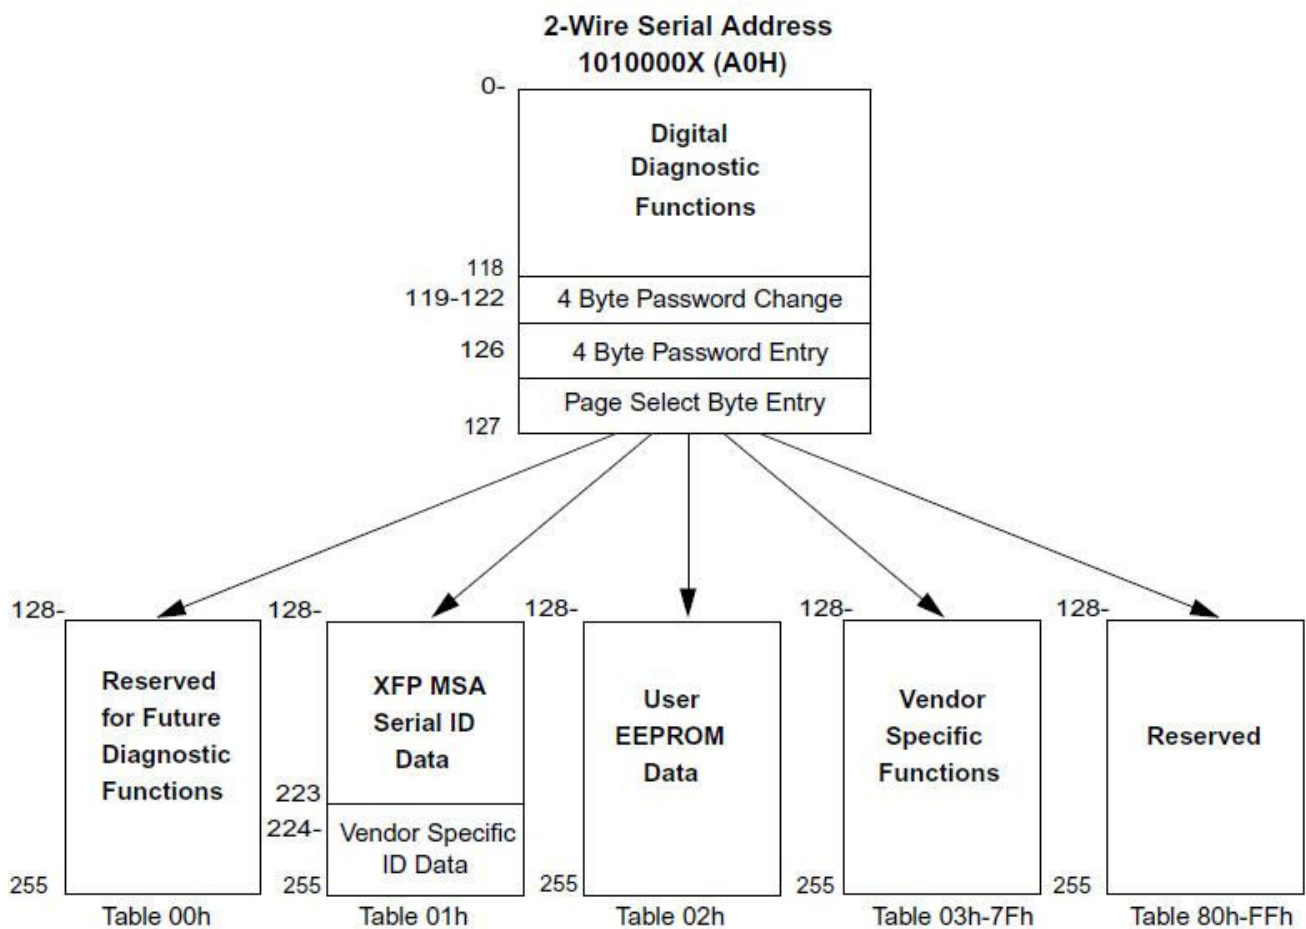 2-Wire Serial Address
1010000X (A0H)
0-
Digital
Diagnostic
Functions
118
119-122
4 Byte Password Change
126
4 Byte Password Entry
Page Select Byte Entry
127
128-
Reserved
for Future
Diagnostic
Functions
255
Table 00h
128-
XFP MSA
Serial ID
Data
223
224-
Vendor Specific
ID Data
255
Table 01h
128-
User
EEPROM
Data
255
Table 02h
128-
Vendor
Specific
Functions
255
Table 03h-7Fh
128-
Reserved
255
Table 80h-FFh